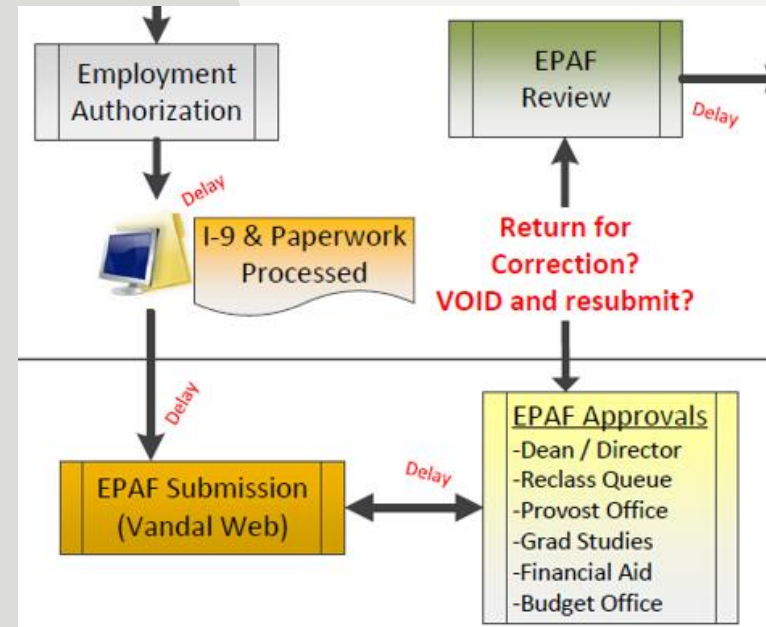 Employment
Authorization
EPAF
Review
Delay
Delay
I-9 & Paperwork
Processed
Return for
Correction?
VOID and resubmit?
Delay
EPAF Submission
(Vandal Web)
Delay
EPAF Approvals
-Dean / Director
-Reclass Queue
-Provost Office
-Grad Studies
-Financial Aid
-Budget Office